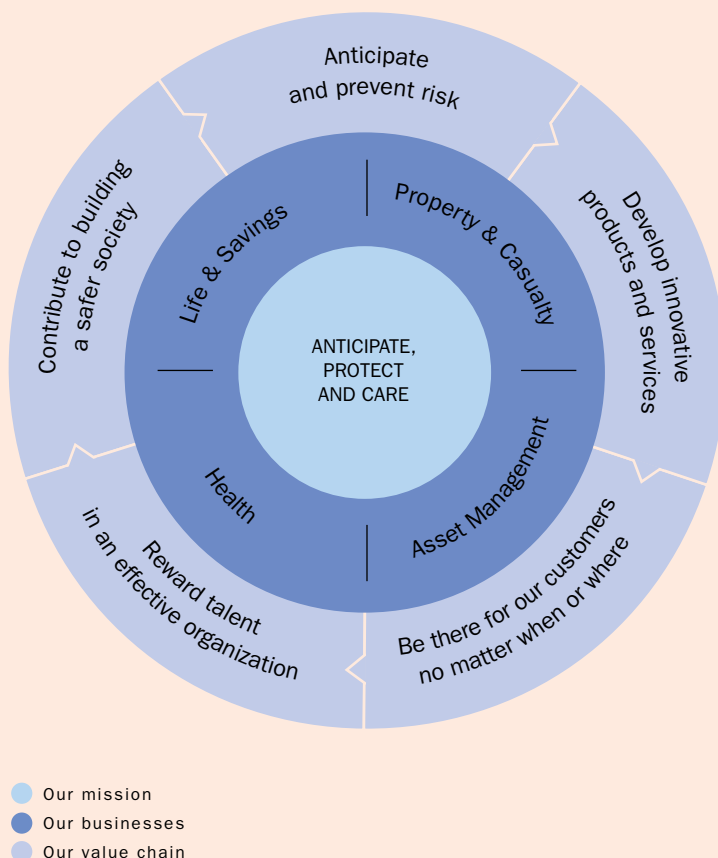 Anticipate
and prevent risk
Develop innovative
products and services
Be there for our customers
no matter when or where
Reward talent
in an effective organization
Contribute to building
a safer society
Life & Savings
Property & Casualty
Asset Management
Health
ANTICIPATE,
PROTECT
AND CARE
Our mission
Our businesses
Our value chain